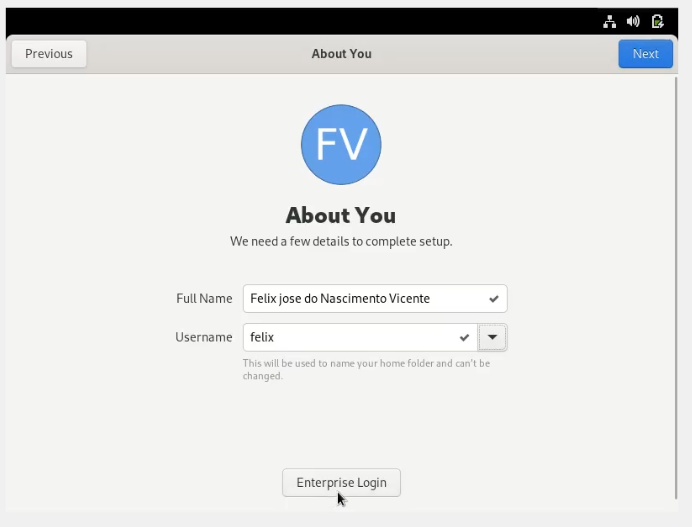 Previous
About You
Next
FV
About You
We need a few details to complete setup.
Full Name
Felix jose do Nascimento Vicente
Username
felix
This will be used to name your home folder and can't be
changed.
Enterprise Login